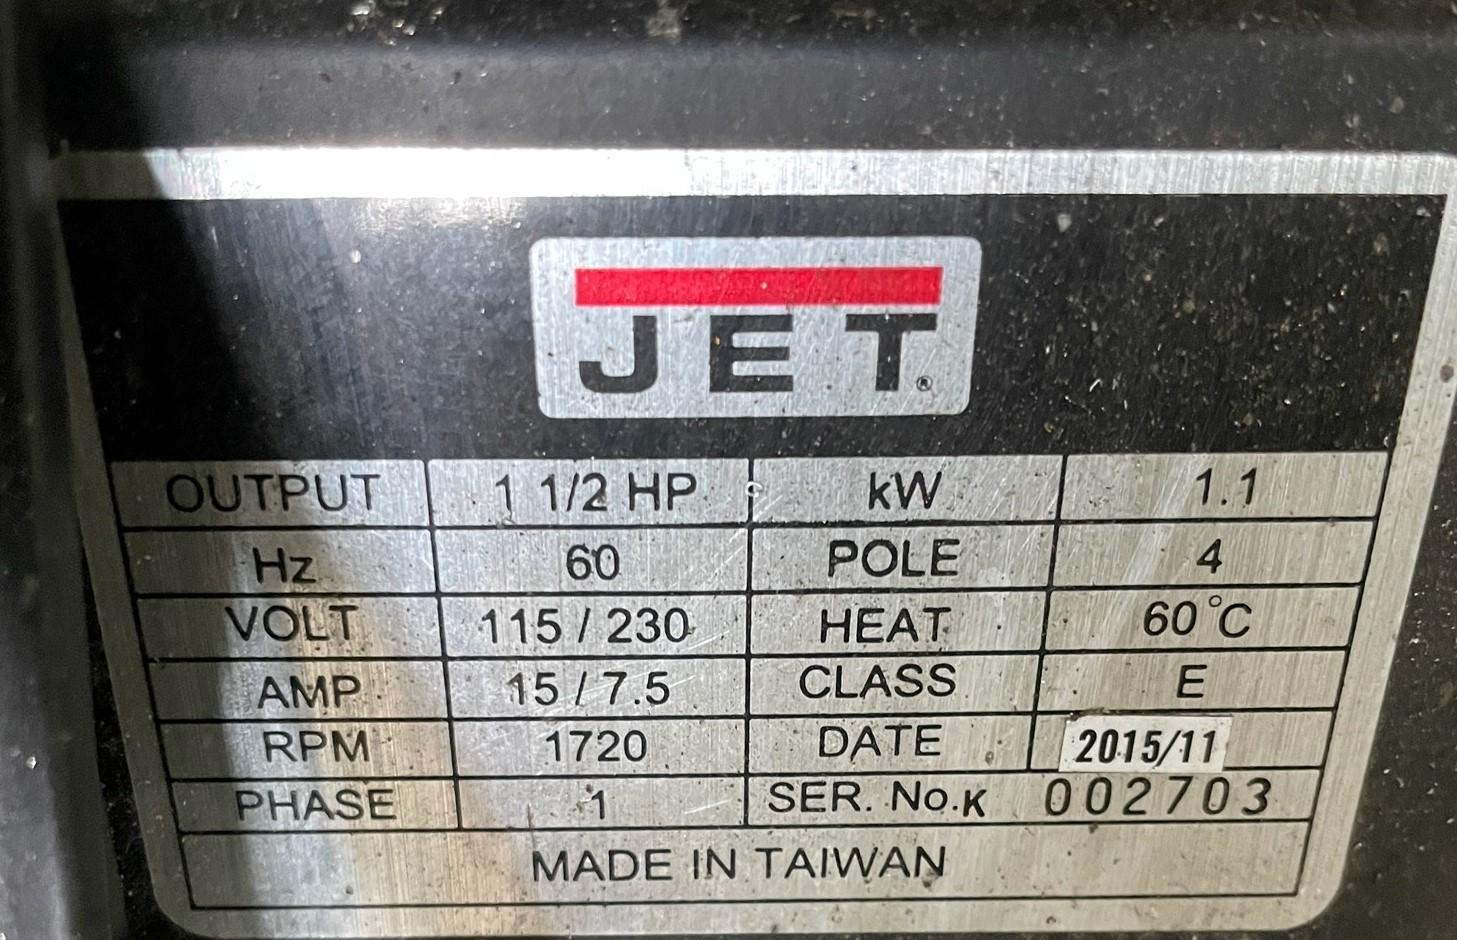 JET®
OUTPUT 1 1/2 HP kW 1.1
Hz 60 POLE 4
VOLT 115 / 230 HEAT 60°C
AMP 15 / 7.5 CLASS E
RPM 1720 DATE 2015/11
PHASE 1 SER. No.K 002703
MADE IN TAIWAN